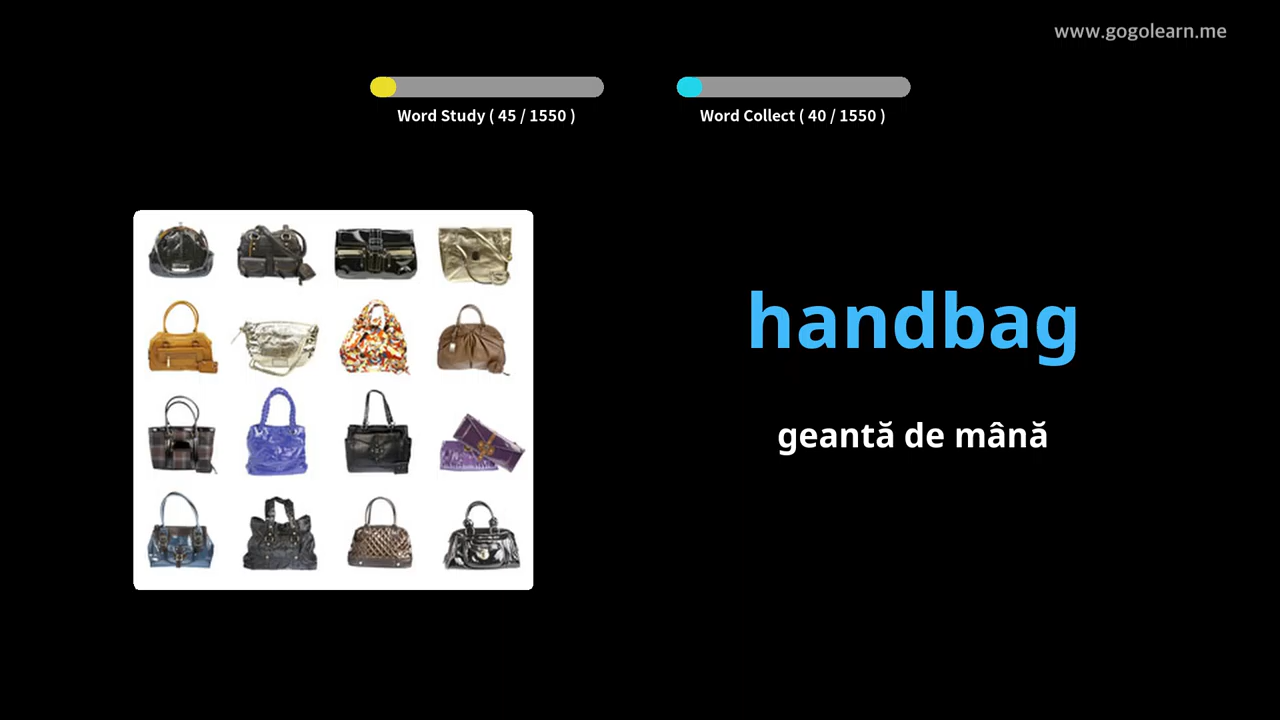 www.gogolearn.me
Word Study ( 45 / 1550 )
Word Collect ( 40 / 1550 )
handbag
geantă de mână